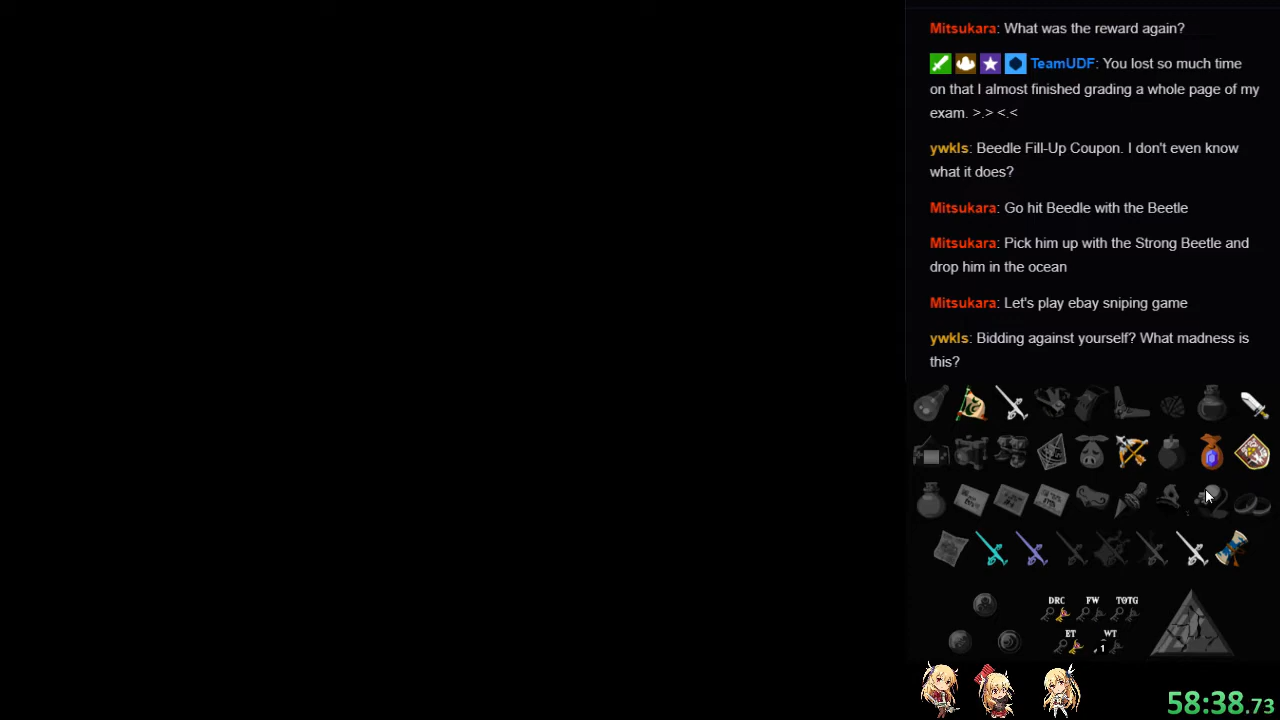 Mitsukara: What was the reward again?
TeamUDF: You lost so much time
on that I almost finished grading a whole page of my
exam. >.> <.<
ywkls: Beedle Fill-Up Coupon. I don't even know
what it does?
Mitsukara: Go hit Beedle with the Beetle
Mitsukara: Pick him up with the Strong Beetle and
drop him in the ocean
Mitsukara: Let's play ebay sniping game
ywkls: Bidding against yourself? What madness is
this?
DRC FW TOTG
ET WT
1
58:38.73